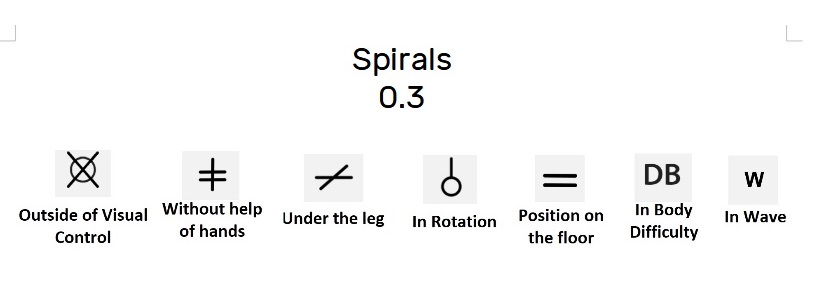 Spirals
0.3
DB
W
Outside of Visual
Control
Without help
of hands
Under the leg
In Rotation
Position on
the floor
In Body
Difficulty
In Wave